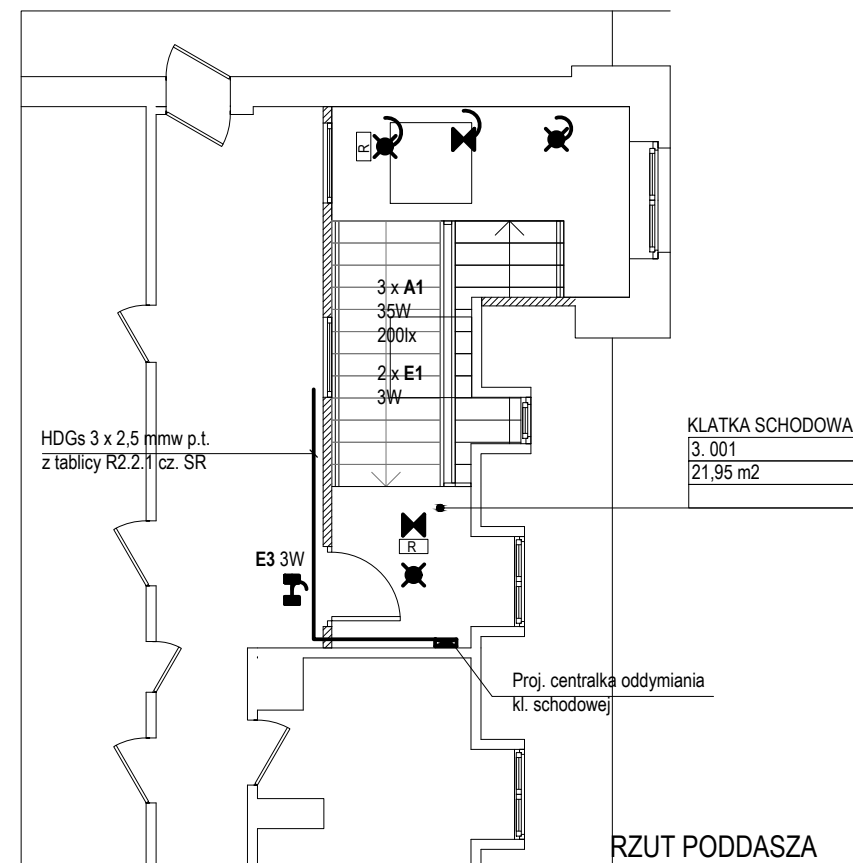 R
3 x A1
35W
200lx
2 x E1
3W
HDGs 3 x 2,5 mmw p.t.
z tablicy R2.2.1 cz. SR
KLATKA SCHODOWA
3. 001
21,95 m2
R
E3 3W
Proj. centralka oddymiania
kl. schodowej
RZUT PODDASZA